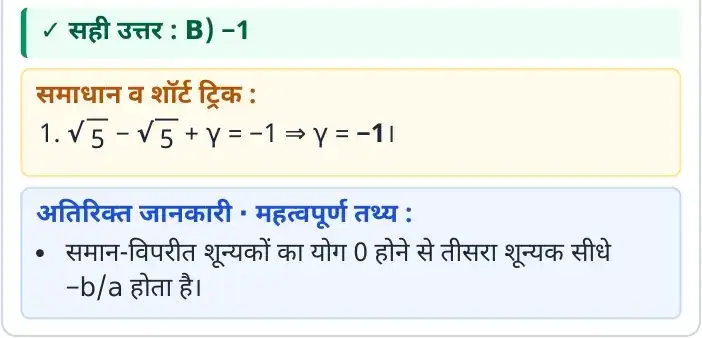 ✓ सही उत्तर : B) −1
समाधान व शॉर्ट ट्रिक :
1. √5 − √5 + γ = −1 ⇒ γ = −1।
अतिरिक्त जानकारी · महत्वपूर्ण तथ्य :
• समान-विपरीत शून्यकों का योग 0 होने से तीसरा शून्यक सीधे
−b/a होता है।